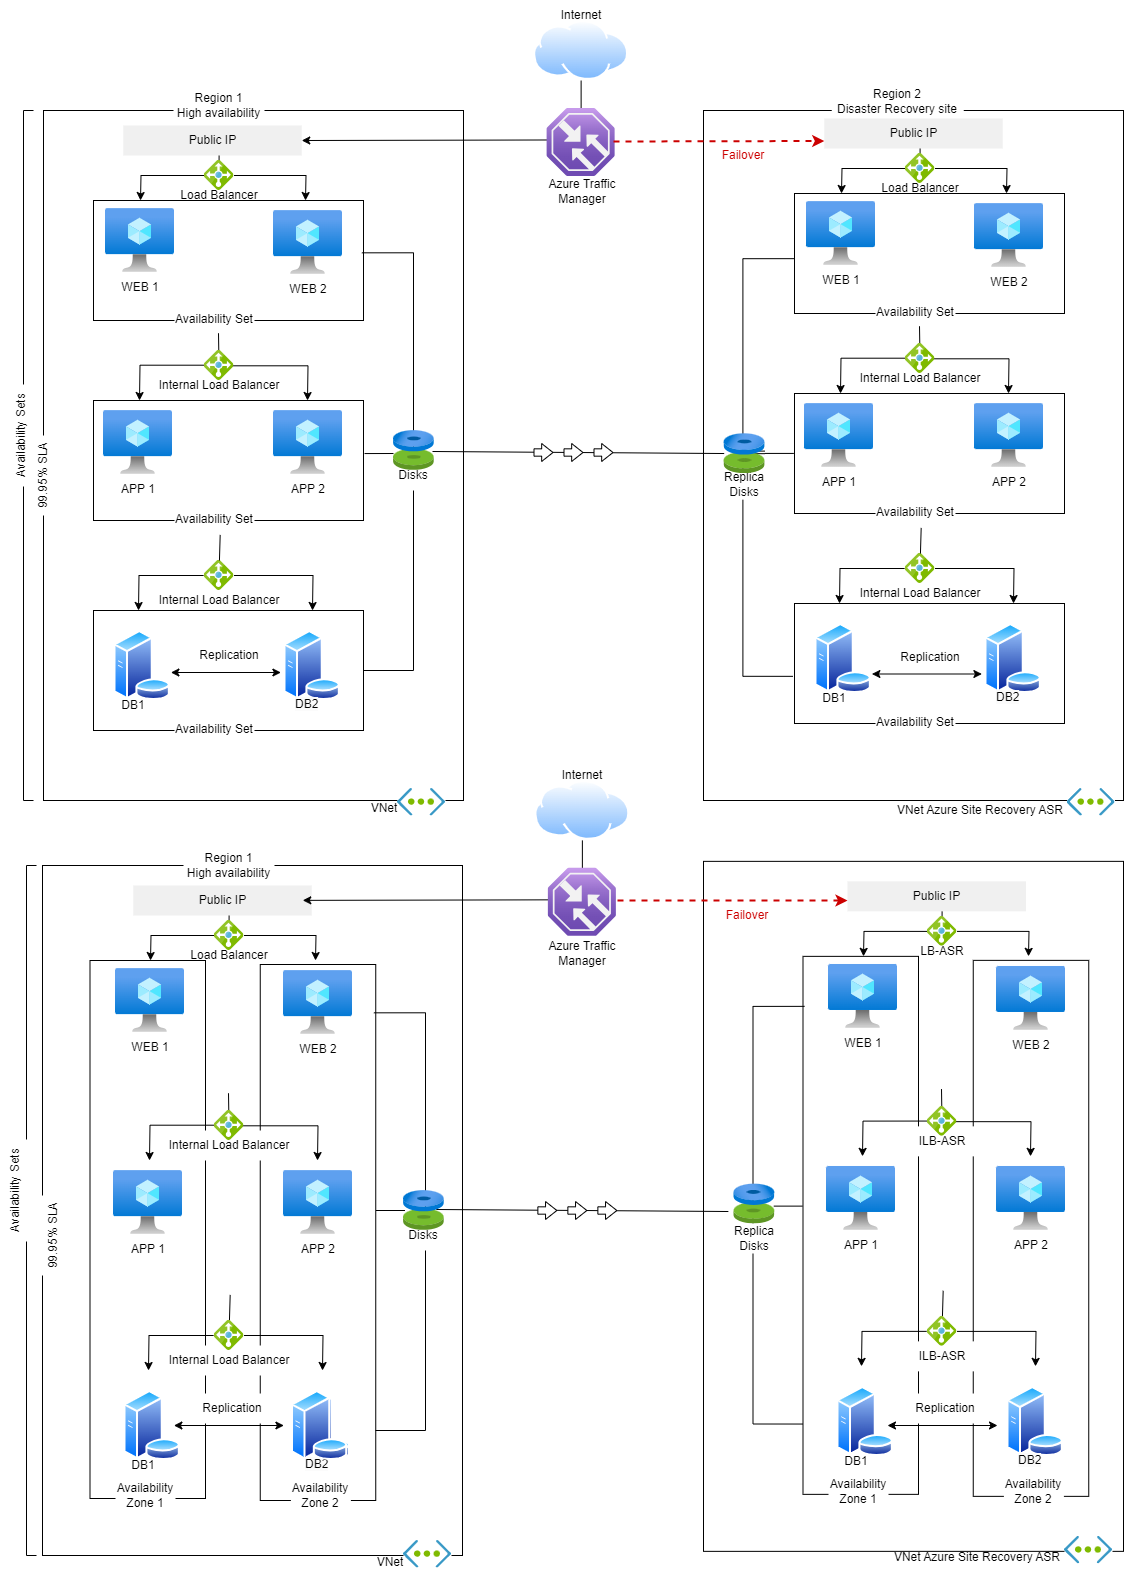 Internet
Region 1
High availability
Public IP
Load Balancer
WEB 1
WEB 2
Availability Set
Internal Load Balancer
APP 1
APP 2
Availability Set
Internal Load Balancer
Replication
DB1
DB2
Availability Set
Availability Sets
99.95% SLA
Disks
VNet
Azure Traffic
Manager
Failover
Region 2
Disaster Recovery site
Public IP
Load Balancer
WEB 1
WEB 2
Availability Set
Internal Load Balancer
APP 1
APP 2
Availability Set
Replica
Disks
Internal Load Balancer
Replication
DB1
DB2
Availability Set
VNet Azure Site Recovery ASR
Internet
Region 1
High availability
Public IP
Load Balancer
WEB 1
WEB 2
Internal Load Balancer
APP 1
APP 2
Internal Load Balancer
Replication
DB1
DB2
Availability
Zone 1
Availability
Zone 2
Availability Sets
99.95% SLA
Disks
VNet
Azure Traffic
Manager
Failover
Public IP
LB-ASR
WEB 1
WEB 2
ILB-ASR
APP 1
APP 2
Replica
Disks
ILB-ASR
Replication
DB1
DB2
Availability
Zone 1
Availability
Zone 2
VNet Azure Site Recovery ASR